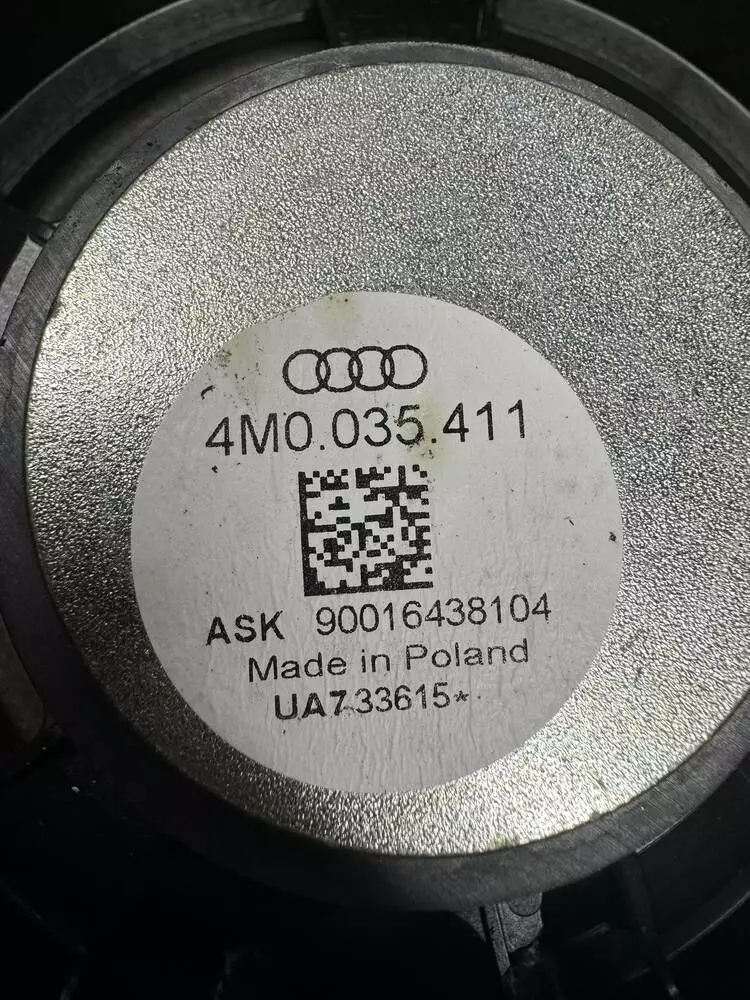 4M0.035.411
ASK 90016438104
Made in Poland
UA733615*